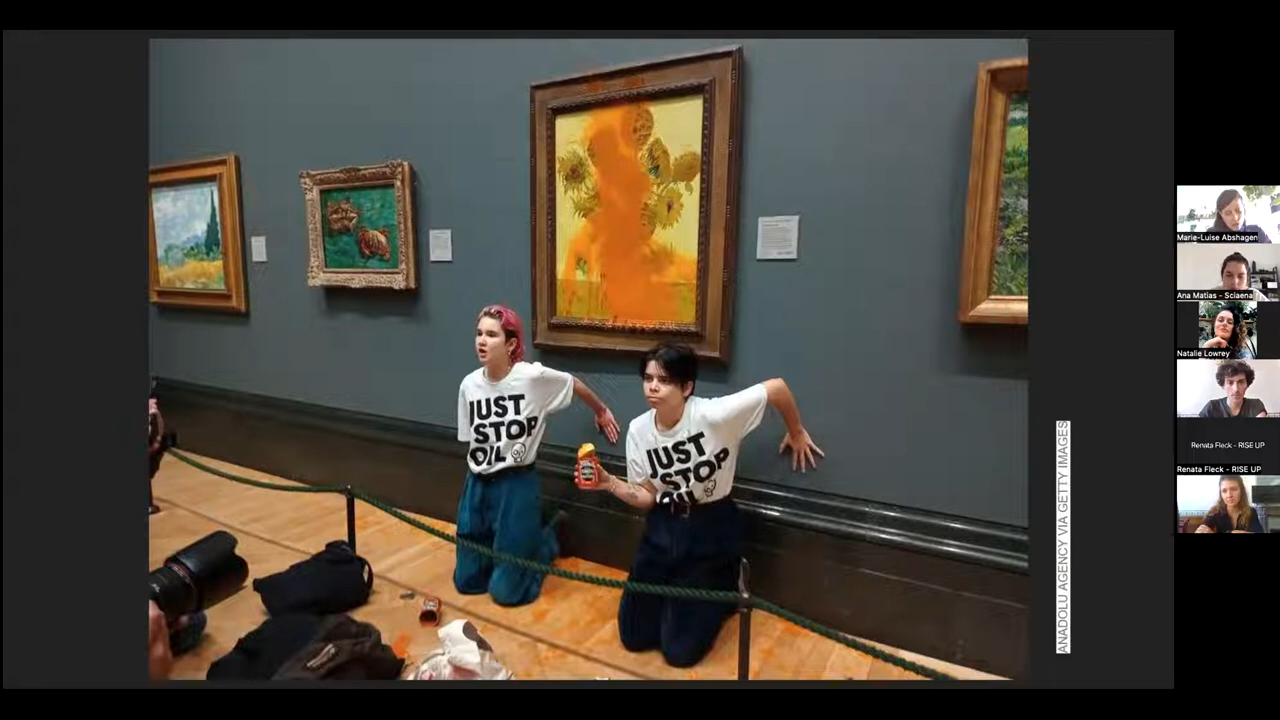 JUST
STOP
OIL
JUST
STOP
OIL
ANADOLU AGENCY VIA GETTY IMAGES
Marie-Luise Abshagen
Ana Matias - Sciaena
Natalie Lowrey
Renata Fleck - RISE UP
Renata Fleck - RISE UP